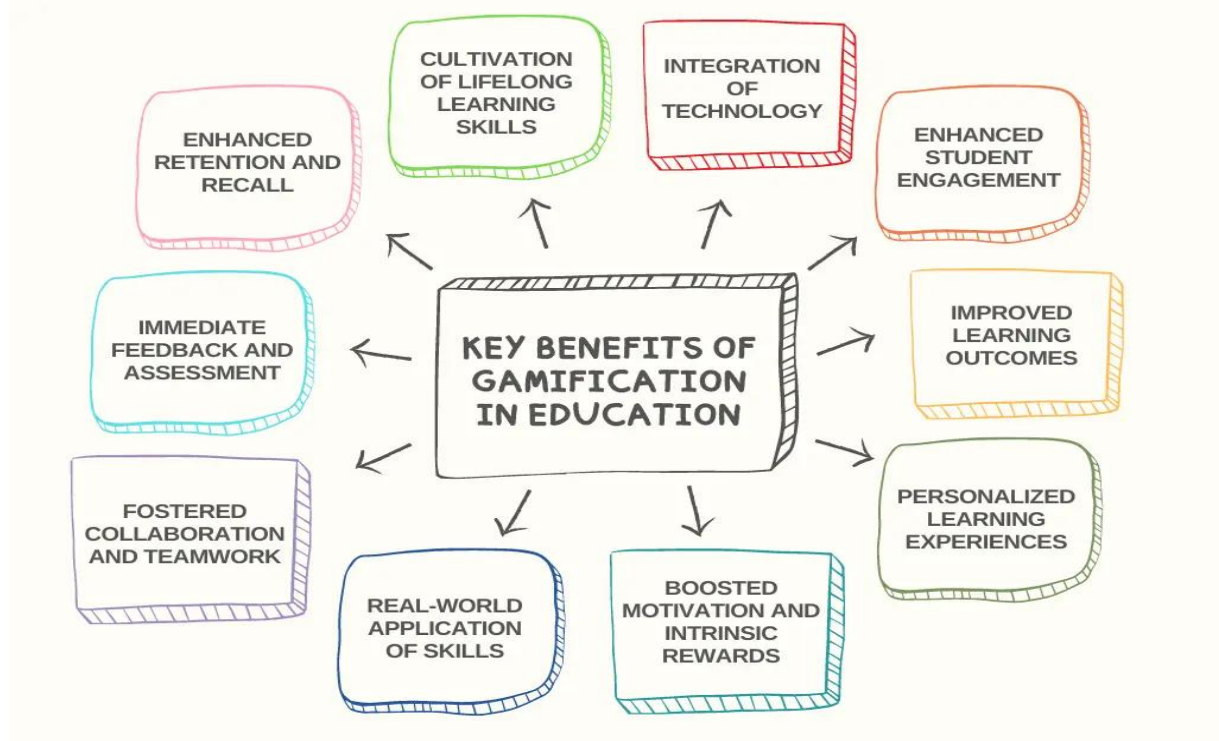 CULTIVATION
OF LIFELONG
LEARNING
SKILLS
INTEGRATION
OF
TECHNOLOGY
ENHANCED
RETENTION AND
RECALL
ENHANCED
STUDENT
ENGAGEMENT
IMMEDIATE
FEEDBACK AND
ASSESSMENT
KEY BENEFITS OF
GAMIFICATION
IN EDUCATION
IMPROVED
LEARNING
OUTCOMES
FOSTERED
COLLABORATION
AND TEAMWORK
PERSONALIZED
LEARNING
EXPERIENCES
REAL-WORLD
APPLICATION
OF SKILLS
BOOSTED
MOTIVATION AND
INTRINSIC
REWARDS